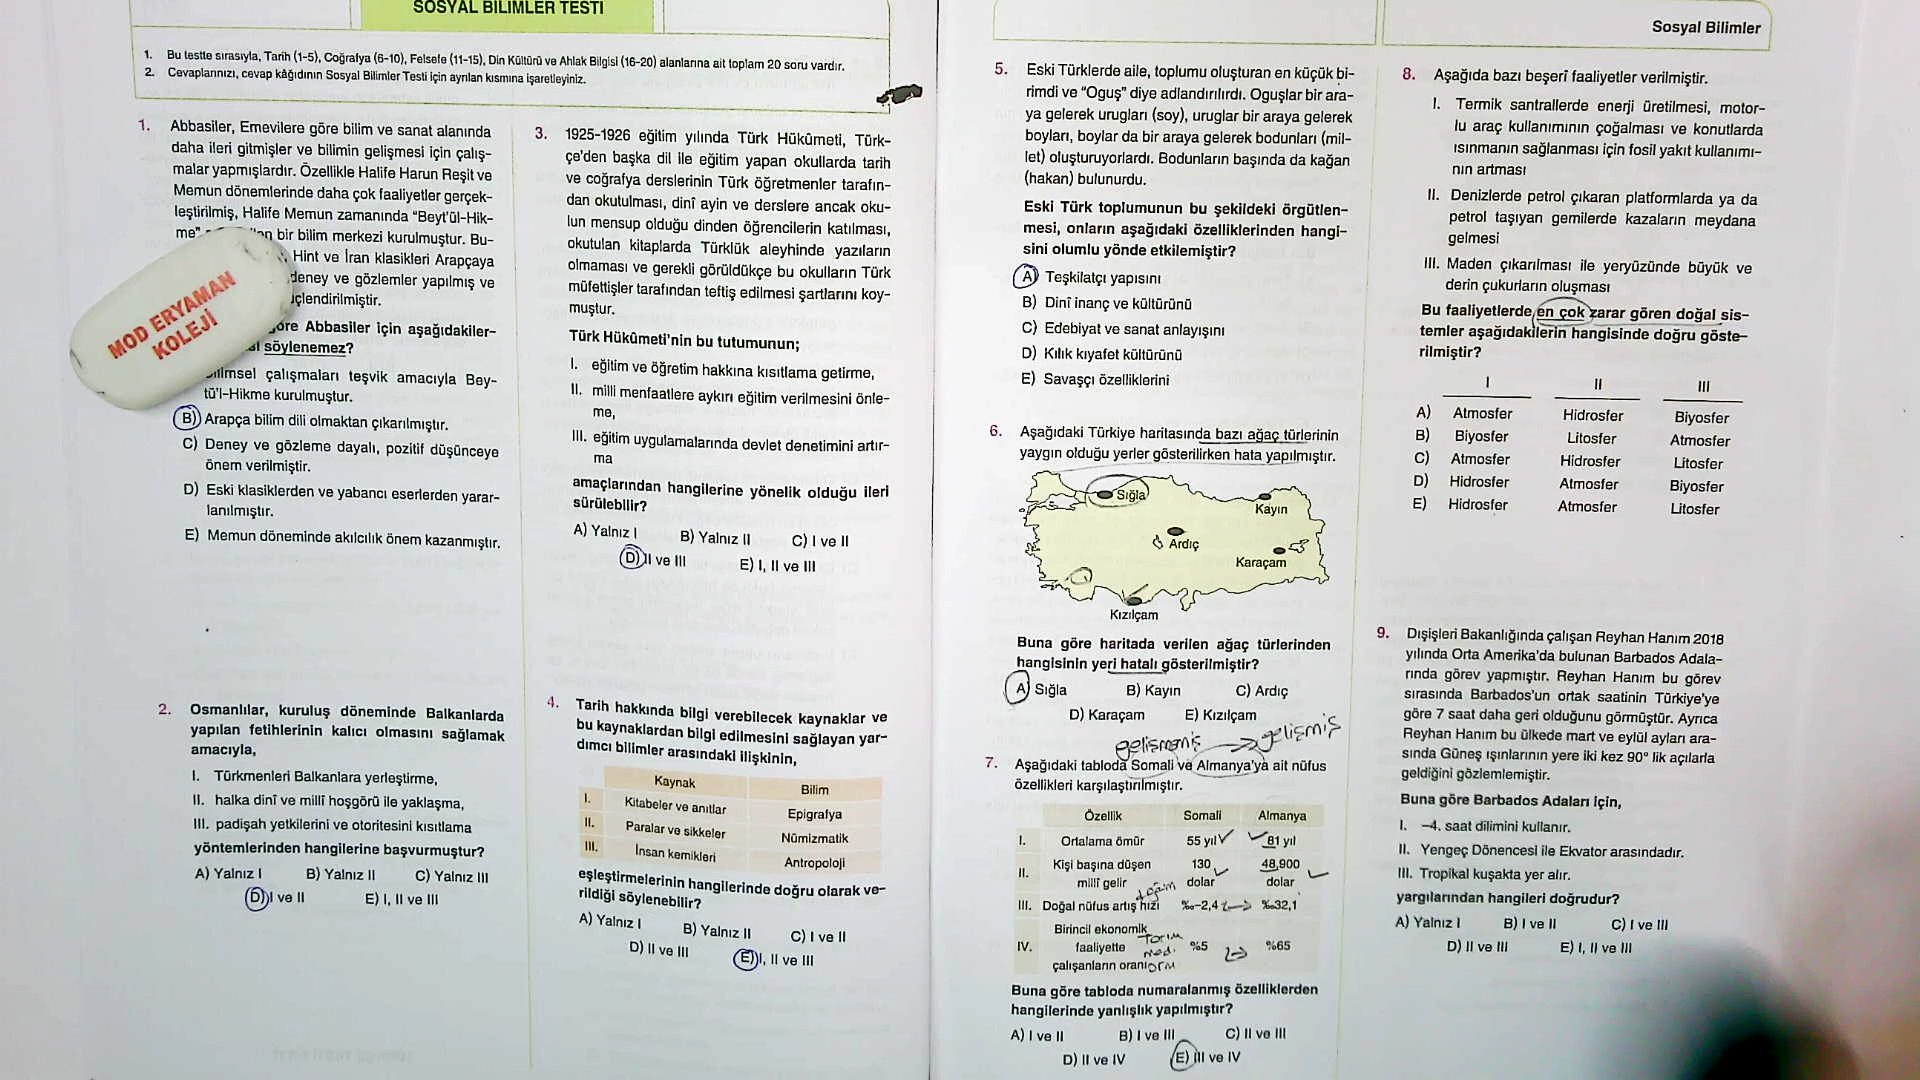 SOSYAL BİLİMLER TESTİ
1. Bu testte sırasıyla, Tarih (1-5), Coğrafya (6-10), Felsefe (11-15), Din Kültürü ve Ahlak Bilgisi (16-20) alanlarına ait toplam 20 soru vardır.
2. Cevaplarınızı, cevap kâğıdının Sosyal Bilimler Testi için ayrılan kısmına işaretleyiniz.
1. Abbasiler, Emevilere göre bilim ve sanat alanında
daha ileri gitmişler ve bilimin gelişmesi için çalış-
malar yapmışlardır. Özellikle Halife Harun Reşit ve
Memun dönemlerinde daha çok faaliyetler gerçek-
leştirilmiş, Halife Memun zamanında "Beyt'ül-Hik-
me" bir bilim merkezi kurulmuştur. Bu-
Hint ve İran klasikleri Arapçaya
deney ve gözlemler yapılmış ve
Abbasiler için aşağıdakiler-
söylenemez?
çalışmaları teşvik amacıyla Bey-
tü'l-Hikme kurulmuştur.
B) Arapça bilim dili olmaktan çıkarılmıştır.
C) Deney ve gözleme dayalı, pozitif düşünceye
önem verilmiştir.
D) Eski klasiklerden ve yabancı eserlerden yarar-
lanılmıştır.
E) Memun döneminde akılcılık önem kazanmıştır.
MOD ERYAMAN
KOLEJİ
2. Osmanlılar, kuruluş döneminde Balkanlarda
yapılan fetihlerinin kalıcı olmasını sağlamak
amacıyla,
I. Türkmenleri Balkanlara yerleştirme,
II. halka dinî ve millî hoşgörü ile yaklaşma,
III. padişah yetkilerini ve otoritesini kısıtlama
yöntemlerinden hangilerine başvurmuştur?
A) Yalnız I B) Yalnız II C) Yalnız III
D) I ve II E) I, II ve III
3. 1925-1926 eğitim yılında Türk Hükûmeti, Türk-
çe'den başka dil ile eğitim yapan okullarda tarih
ve coğrafya derslerinin Türk öğretmenler tarafın-
dan okutulması, dinî ayin ve derslere ancak oku-
lun mensup olduğu dinden öğrencilerin katılması,
okutulan kitaplarda Türklük aleyhinde yazıların
olmaması ve gerekli görüldükçe bu okulların Türk
müfettişler tarafından teftiş edilmesi şartlarını koy-
muştur.
Türk Hükûmeti'nin bu tutumunun;
I. eğitim ve öğretim hakkına kısıtlama getirme,
II. millî menfaatlere aykırı eğitim verilmesini önle-
me,
III. eğitim uygulamalarında devlet denetimini artır-
ma
amaçlarından hangilerine yönelik olduğu ileri
sürülebilir?
A) Yalnız I B) Yalnız II C) I ve II
D) II ve III E) I, II ve III
4. Tarih hakkında bilgi verebilecek kaynaklar ve
bu kaynaklardan bilgi edilmesini sağlayan yar-
dımcı bilimler arasındaki ilişkinin,
Kaynak Bilim
I. Kitabeler ve anıtlar Epigrafya
II. Paralar ve sikkeler Nümizmatik
III. İnsan kemikleri Antropoloji
eşleştirmelerinin hangilerinde doğru olarak ve-
rildiği söylenebilir?
A) Yalnız I B) Yalnız II C) I ve II
D) II ve III E) I, II ve III
Sosyal Bilimler
5. Eski Türklerde aile, toplumu oluşturan en küçük bi-
rimdi ve "Oguş" diye adlandırılırdı. Oguşlar bir ara-
ya gelerek urugları (soy), uruglar bir araya gelerek
boyları, boylar da bir araya gelerek bodunları (mil-
let) oluşturuyorlardı. Bodunların başında da kağan
(hakan) bulunurdu.
Eski Türk toplumunun bu şekildeki örgütlen-
mesi, onların aşağıdaki özelliklerinden hangi-
sini olumlu yönde etkilemiştir?
A) Teşkilatçı yapısını
B) Dinî inanç ve kültürünü
C) Edebiyat ve sanat anlayışını
D) Kılık kıyafet kültürünü
E) Savaşçı özelliklerini
6. Aşağıdaki Türkiye haritasında bazı ağaç türlerinin
yaygın olduğu yerler gösterilirken hata yapılmıştır.
Sığla
Kayın
Ardıç
Karaçam
Kızılçam
Buna göre haritada verilen ağaç türlerinden
hangisinin yeri hatalı gösterilmiştir?
A) Sığla B) Kayın C) Ardıç
D) Karaçam E) Kızılçam
gelişmemiş gelişmiş
7. Aşağıdaki tabloda Somali ve Almanya'ya ait nüfus
özellikleri karşılaştırılmıştır.
Özellik Somali Almanya
I. Ortalama ömür 55 yıl 81 yıl
II. Kişi başına düşen millî gelir 130 dolar 48,900 dolar
doğum
III. Doğal nüfus artış hızı ‰-2,4 ‰32,1
IV. Birincil ekonomik faaliyette çalışanların oranı %5 %65
Tarım
mad.
orm
Buna göre tabloda numaralanmış özelliklerden
hangilerinde yanlışlık yapılmıştır?
A) I ve II B) I ve III C) II ve III
D) II ve IV E) III ve IV
8. Aşağıda bazı beşerî faaliyetler verilmiştir.
I. Termik santrallerde enerji üretilmesi, motor-
lu araç kullanımının çoğalması ve konutlarda
ısınmanın sağlanması için fosil yakıt kullanımı-
nın artması
II. Denizlerde petrol çıkaran platformlarda ya da
petrol taşıyan gemilerde kazaların meydana
gelmesi
III. Maden çıkarılması ile yeryüzünde büyük ve
derin çukurların oluşması
Bu faaliyetlerde en çok zarar gören doğal sis-
temler aşağıdakilerin hangisinde doğru göste-
rilmiştir?
I II III
A) Atmosfer Hidrosfer Biyosfer
B) Biyosfer Litosfer Atmosfer
C) Atmosfer Hidrosfer Litosfer
D) Hidrosfer Atmosfer Biyosfer
E) Hidrosfer Atmosfer Litosfer
9. Dışişleri Bakanlığında çalışan Reyhan Hanım 2018
yılında Orta Amerika'da bulunan Barbados Adala-
rında görev yapmıştır. Reyhan Hanım bu görev
sırasında Barbados'un ortak saatinin Türkiye'ye
göre 7 saat daha geri olduğunu görmüştür. Ayrıca
Reyhan Hanım bu ülkede mart ve eylül ayları ara-
sında Güneş ışınlarının yere iki kez 90° lik açılarla
geldiğini gözlemlemiştir.
Buna göre Barbados Adaları için,
I. –4. saat dilimini kullanır.
II. Yengeç Dönencesi ile Ekvator arasındadır.
III. Tropikal kuşakta yer alır.
yargılarından hangileri doğrudur?
A) Yalnız I B) I ve II C) I ve III
D) II ve III E) I, II ve III